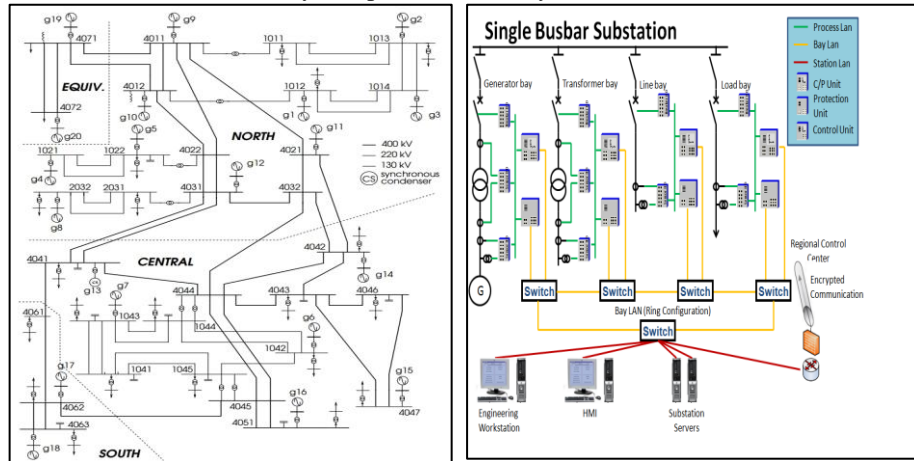 g19
g9
g2
4071
4011
1011
1013
EQUIV.
4012
1012
1014
4072
g10
g1
g3
g20
g5
NORTH
g11
1021
1022
4022
4021
400 kV
220 kV
130 kV
CS synchronous
condenser
g4
g12
2032
2031
4031
4032
g8
CENTRAL
4042
4041
g14
g13
g7
4044
4043
4046
4061
1043
1044
g6
1042
g17
1041
1045
g15
g16
4062
4045
4047
4063
4051
g18
SOUTH
Single Busbar Substation
Process Lan
Bay Lan
Station Lan
C/P Unit
Protection
Unit
Control Unit
Generator bay
Transformer bay
Line bay
Load bay
Regional Control
Center
Encrypted
Communication
G
Switch
Switch
Switch
Switch
Bay LAN (Ring Configuration)
Switch
Engineering
Workstation
HMI
Substation
Servers